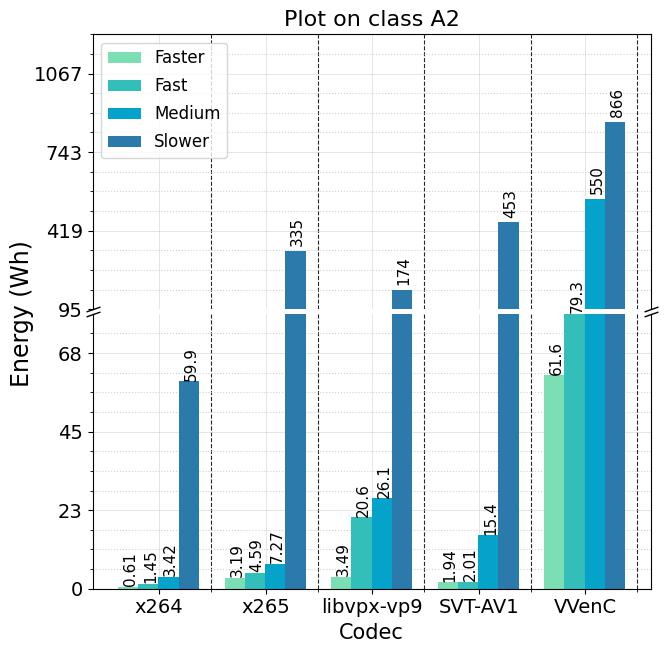 Plot on class A2
Faster
Fast
Medium
Slower
Energy (Wh)
1067
743
419
95
68
45
23
0
0.61
1.45
3.42
59.9
3.19
4.59
7.27
335
3.49
20.6
26.1
174
1.94
2.01
15.4
453
61.6
79.3
550
866
x264
x265
libvpx-vp9
SVT-AV1
VVenC
Codec